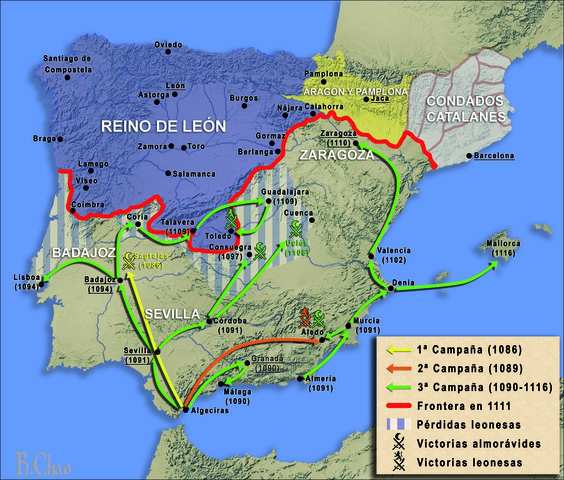 Oviedo
Santiago de
Compostela
León
Astorga
Burgos
Pamplona
ARAGÓN Y PAMPLONA
Jaca
CONDADOS
CATALANES
Nájera
Calahorra
REINO DE LEÓN
Braga
Zamora
Toro
Gormaz
Berlanga
Zaragoza
(1110)
ZARAGOZA
Barcelona
Lamego
Viseo
Salamanca
Coimbra
Guadalajara
(1109)
Coria
Talavera
(1109)
Toledo
Cuenca
BADAJOZ
Consuegra
(1097)
Uclés
(1108)
Sagrajas
(1086)
Valencia
(1102)
Mallorca
(1116)
Lisboa
(1094)
Badajoz
(1094)
Denia
SEVILLA
Córdoba
(1091)
Aledo
Murcia
(1091)
Sevilla
(1091)
Granada
(1090)
Málaga
(1090)
Almería
(1091)
Algeciras
1ª Campaña (1086)
2ª Campaña (1089)
3ª Campaña (1090-1116)
Frontera en 1111
Pérdidas leonesas
Victorias almorávides
Victorias leonesas
R.Chao